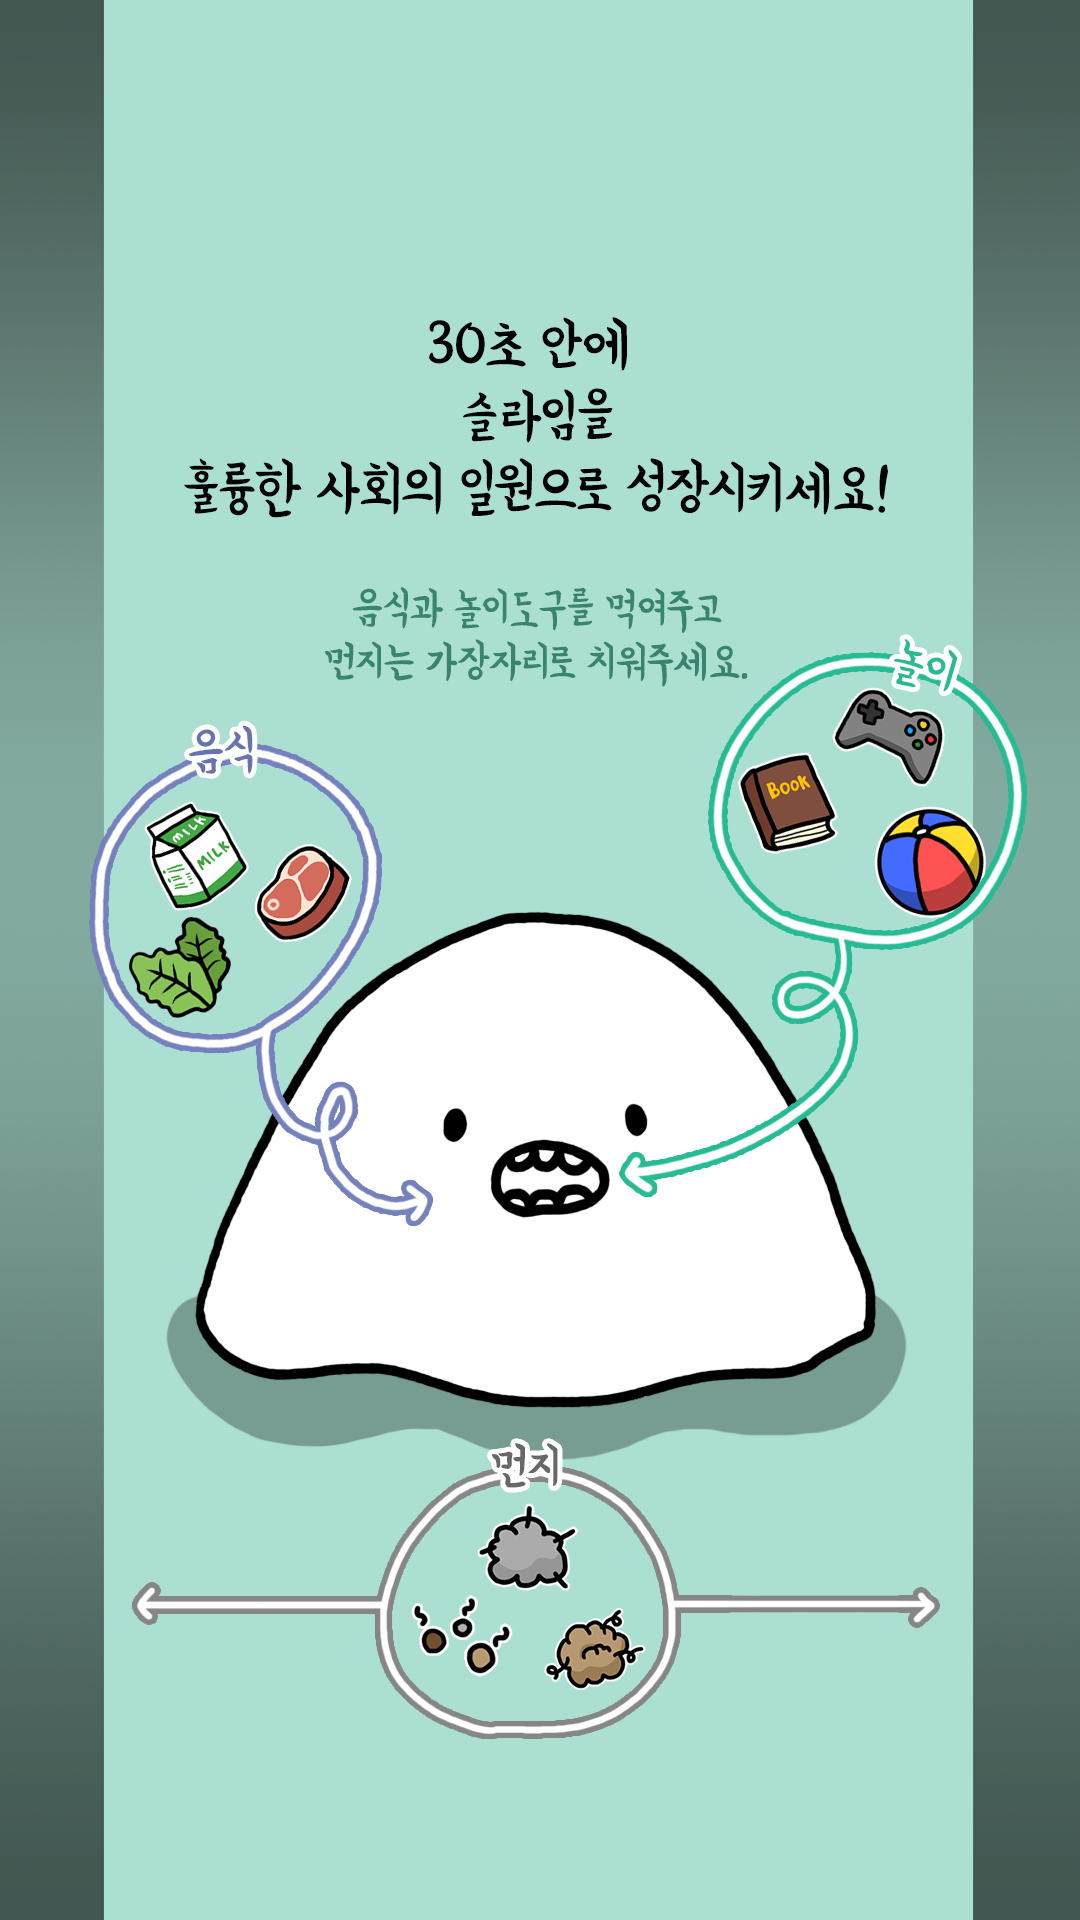 30초 안에
슬라임을
훌륭한 사회의 일원으로 성장시키세요!
음식과 놀이도구를 먹여주고
먼지는 가장자리로 치워주세요.
놀이
BOOK
음식
MILK
MILK
먼지